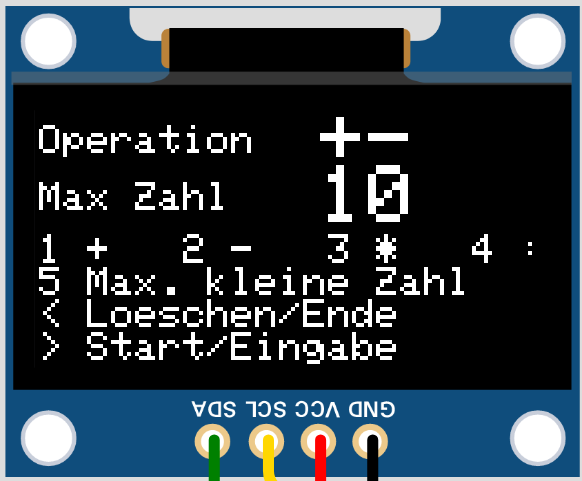 Operation +-
Max Zahl 10
1 + 2 - 3 * 4 :
5 Max. kleine Zahl
< Loeschen/Ende
> Start/Eingabe
GND VCC SCL SDA